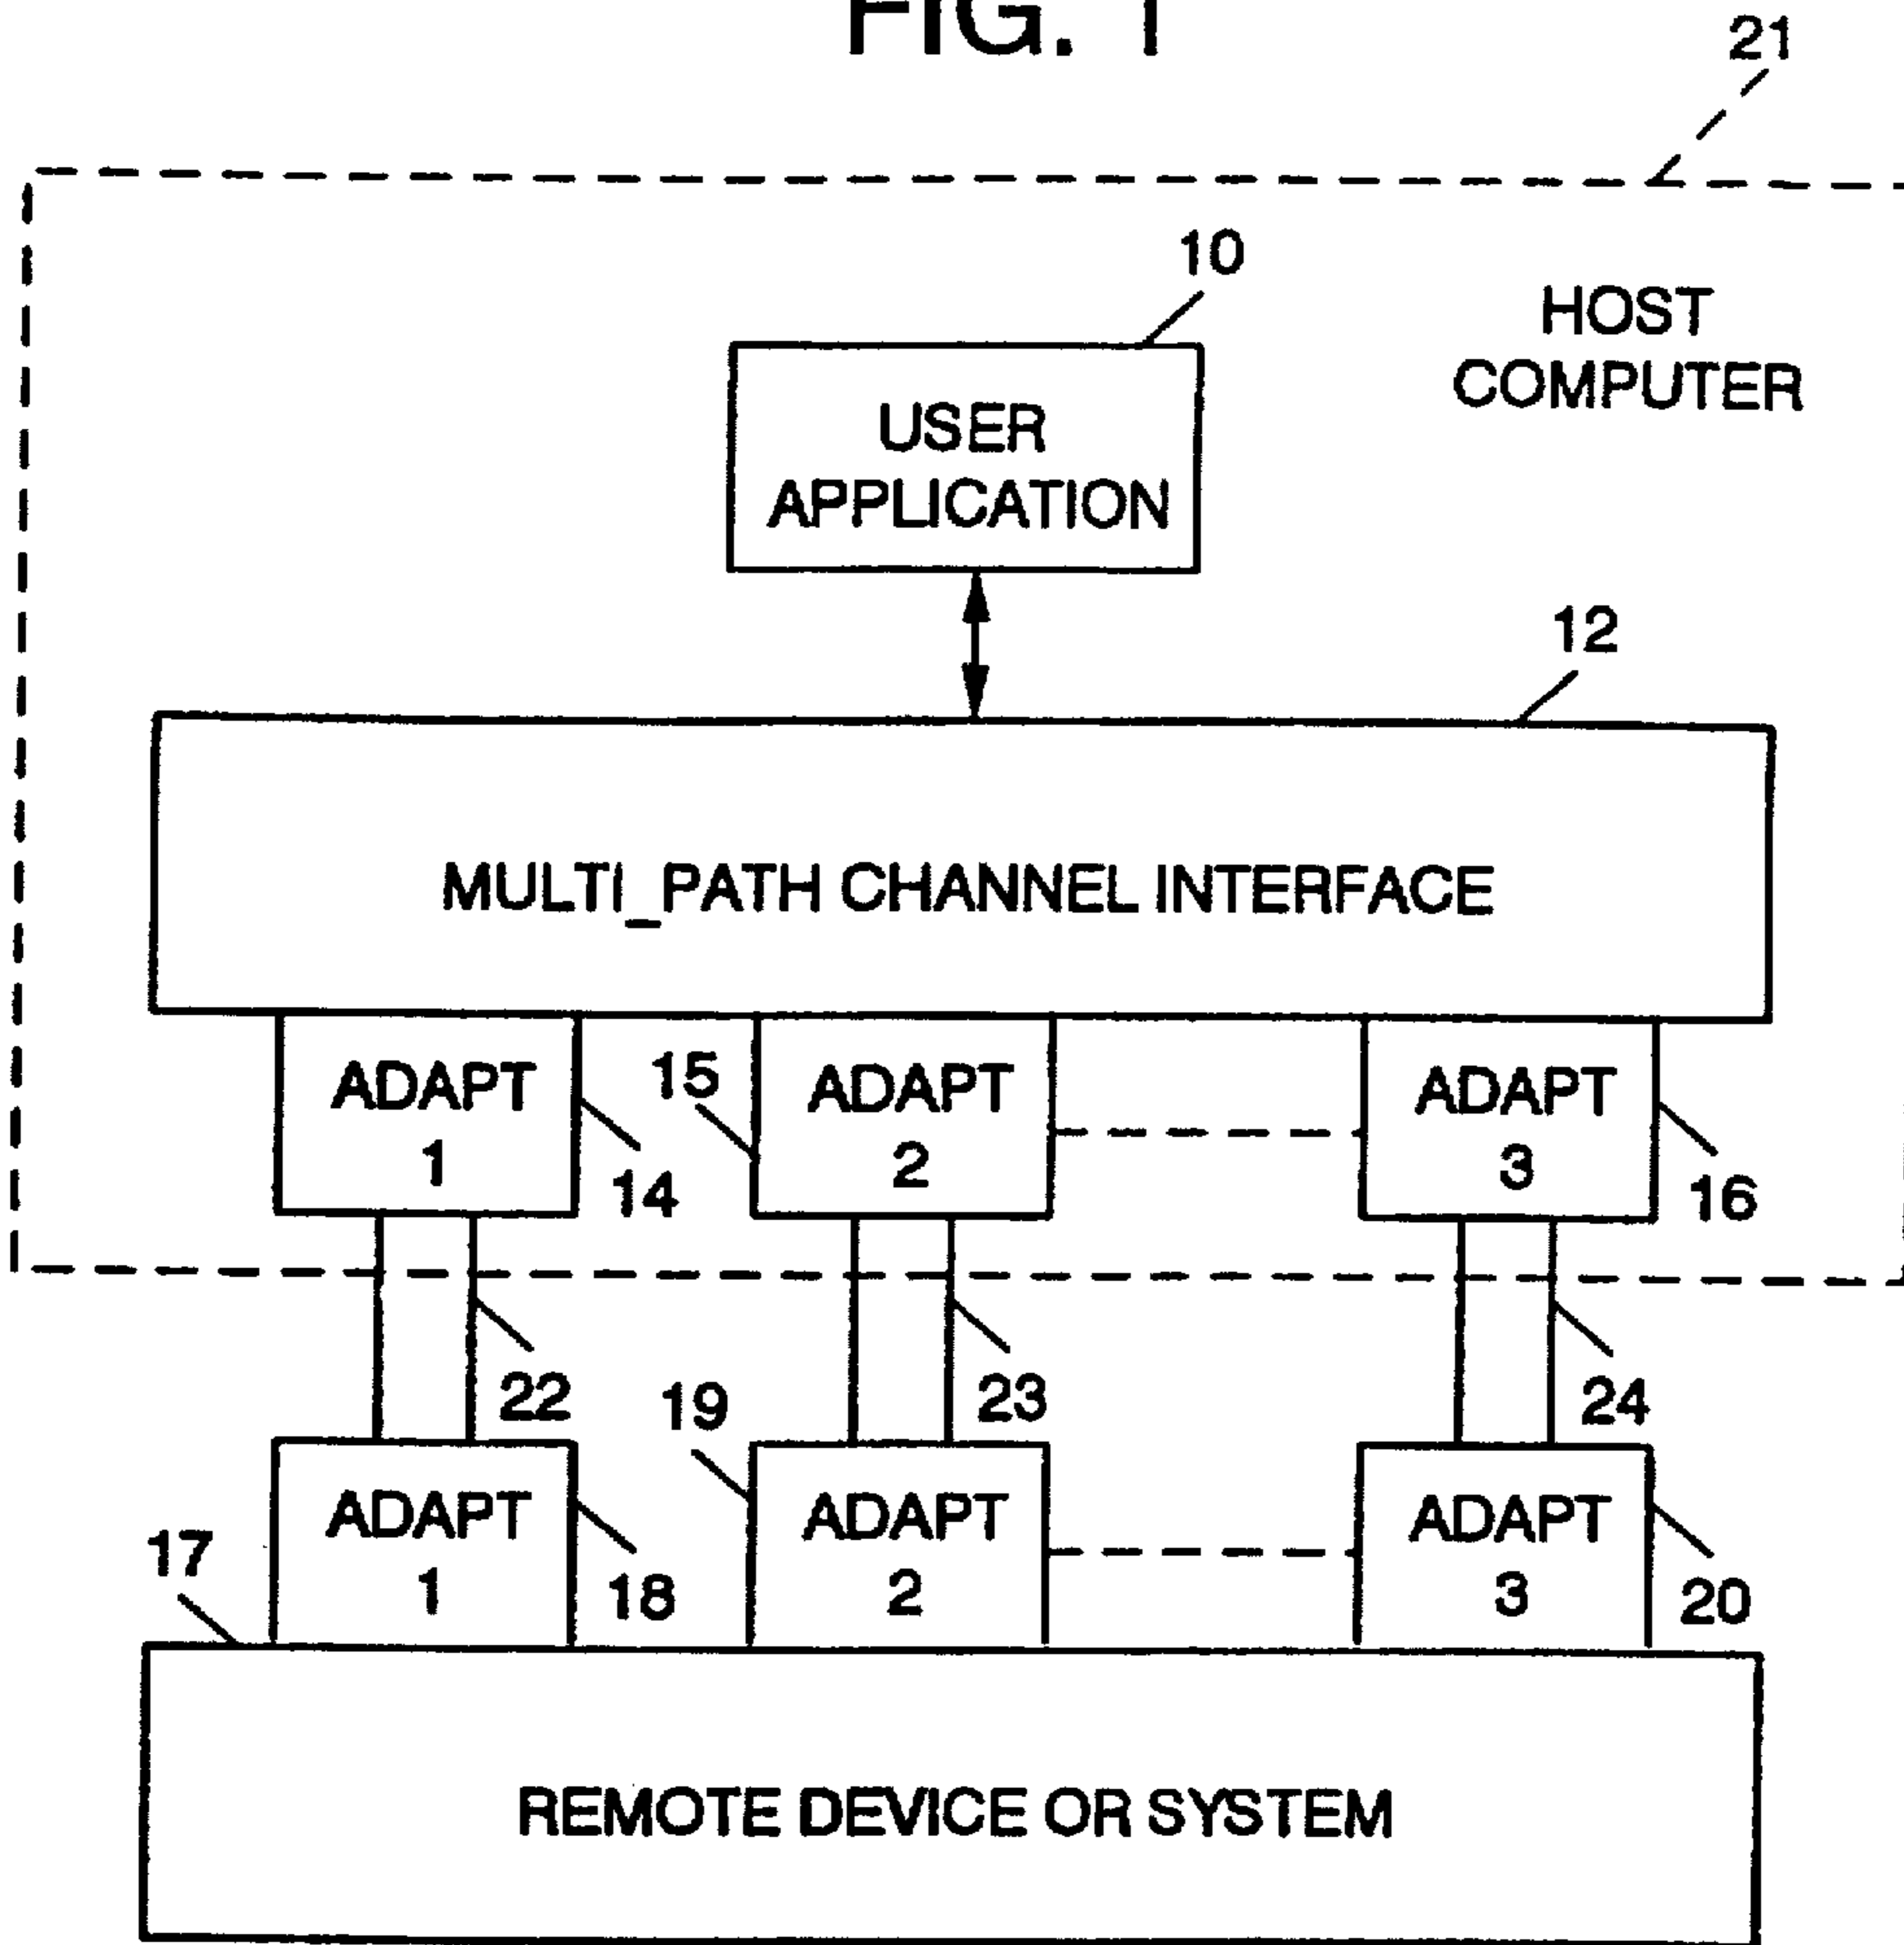 FIG. 1
21
10
HOST
COMPUTER
USER
APPLICATION
12
MULTI_PATH CHANNEL INTERFACE
ADAPT
1
14
15
ADAPT
2
ADAPT
3
16
22
23
24
19
17
ADAPT
1
18
ADAPT
2
ADAPT
3
20
REMOTE DEVICE OR SYSTEM